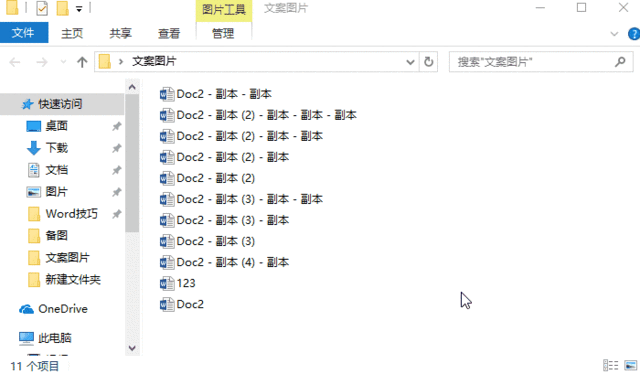 图片工具 文案图片
文件 主页 共享 查看 管理
文案图片 搜索"文案图片"
快速访问
桌面
下载
文档
图片
Word技巧
备图
文案图片
新建文件夹
OneDrive
此电脑
Doc2 - 副本 - 副本
Doc2 - 副本 (2) - 副本 - 副本 - 副本
Doc2 - 副本 (2) - 副本 - 副本
Doc2 - 副本 (2) - 副本
Doc2 - 副本 (2)
Doc2 - 副本 (3) - 副本 - 副本
Doc2 - 副本 (3) - 副本
Doc2 - 副本 (3)
Doc2 - 副本 (4) - 副本
123
Doc2
11 个项目